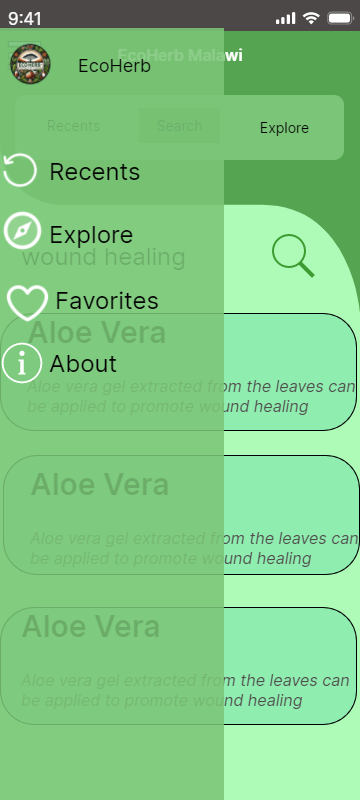 9:41
EcoHerb Malawi
EcoHerb
Recents
Search
Explore
Recents
Explore
wound healing
Favorites
Aloe Vera
About
Aloe vera gel extracted from the leaves can
be applied to promote wound healing
Aloe Vera
Aloe vera gel extracted from the leaves can
be applied to promote wound healing
Aloe Vera
Aloe vera gel extracted from the leaves can
be applied to promote wound healing